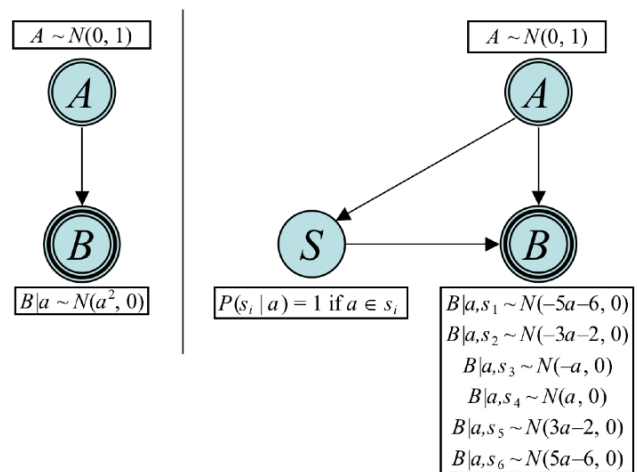 A ~ N(0, 1)
A
B
B|a ~ N(a², 0)
A ~ N(0, 1)
A
S
B
P(sᵢ | a) = 1 if a ∈ sᵢ
B|a,s₁ ~ N(–5a–6, 0)
B|a,s₂ ~ N(–3a–2, 0)
B|a,s₃ ~ N(–a, 0)
B|a,s₄ ~ N(a, 0)
B|a,s₅ ~ N(3a–2, 0)
B|a,s₆ ~ N(5a–6, 0)